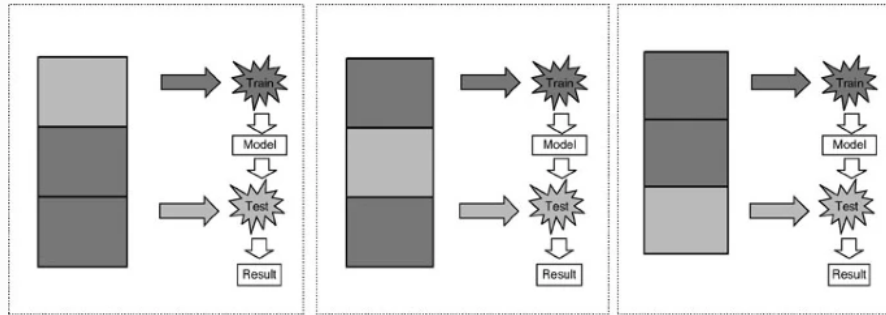 Train
Model
Test
Result
Train
Model
Test
Result
Train
Model
Test
Result